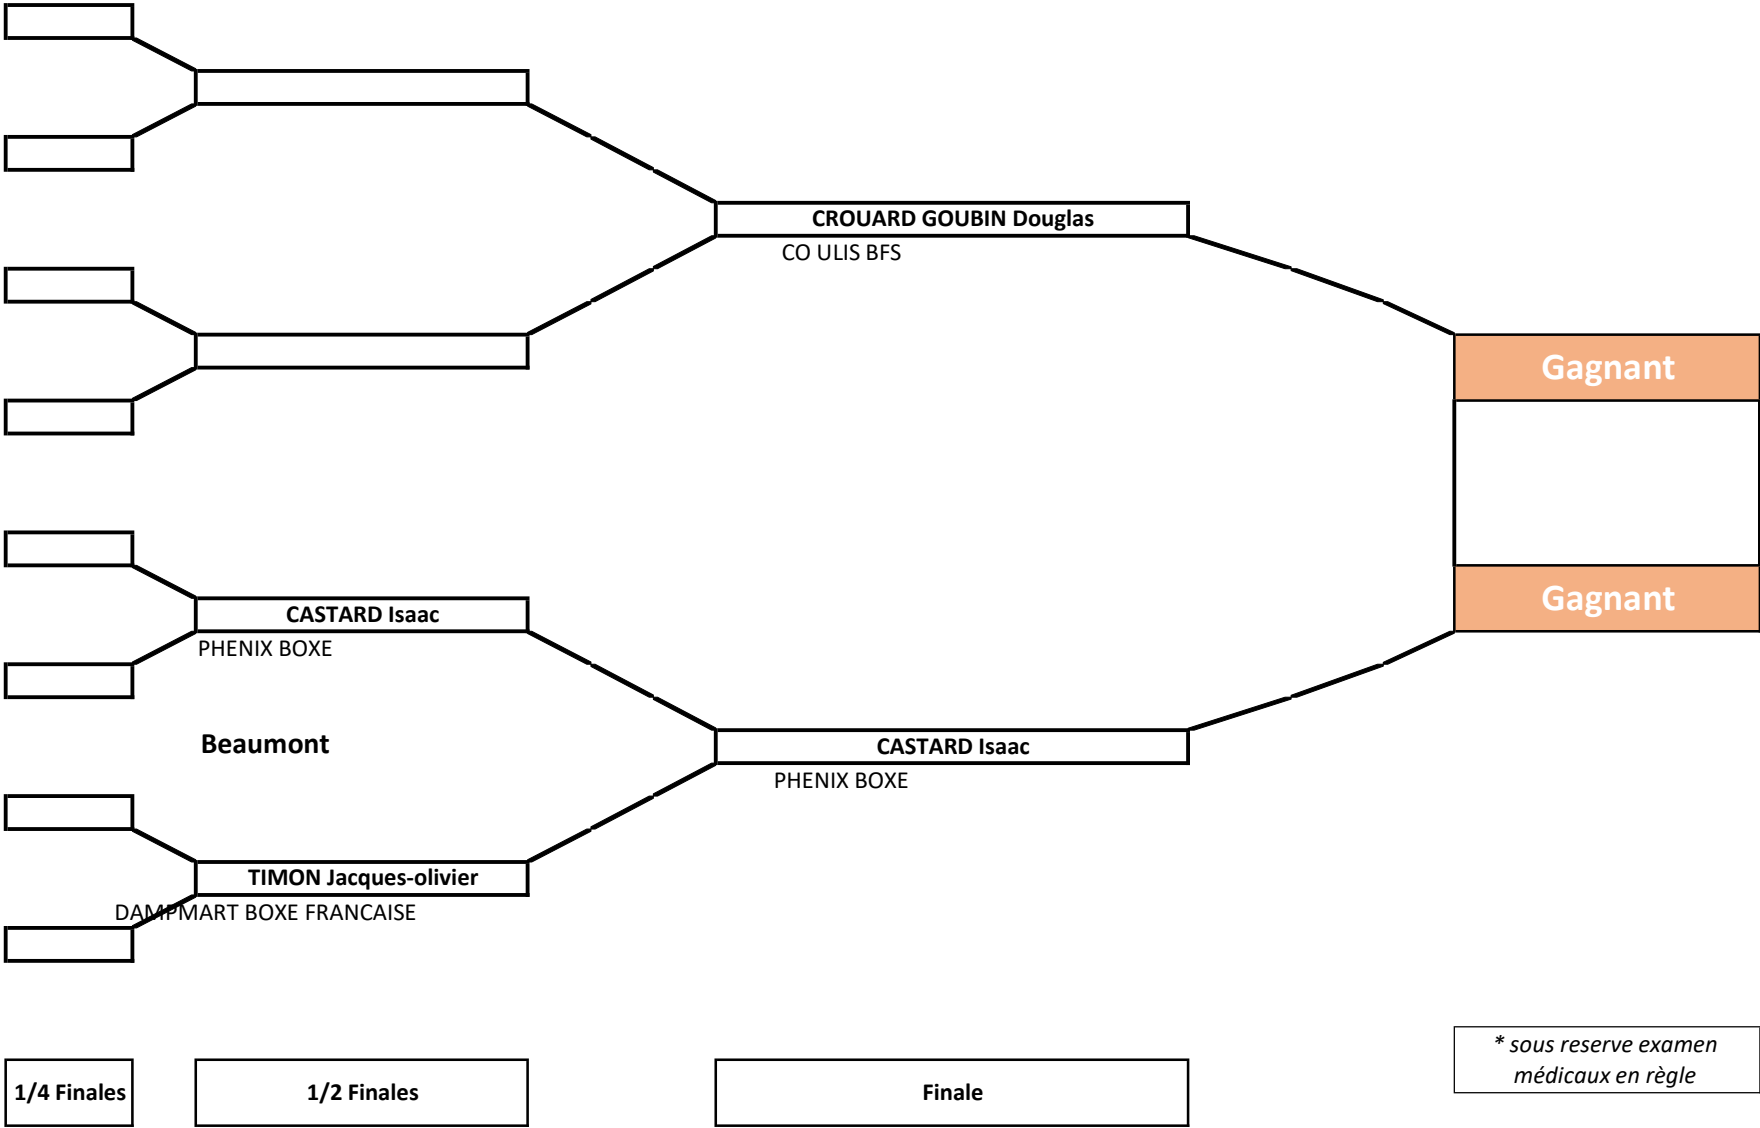 CROUARD GOUBIN Douglas
CO ULIS BFS
Gagnant
Gagnant
CASTARD Isaac
PHENIX BOXE
Beaumont
CASTARD Isaac
PHENIX BOXE
TIMON Jacques-olivier
DAMPMART BOXE FRANCAISE
* sous reserve examen
médicaux en règle
1/4 Finales
1/2 Finales
Finale